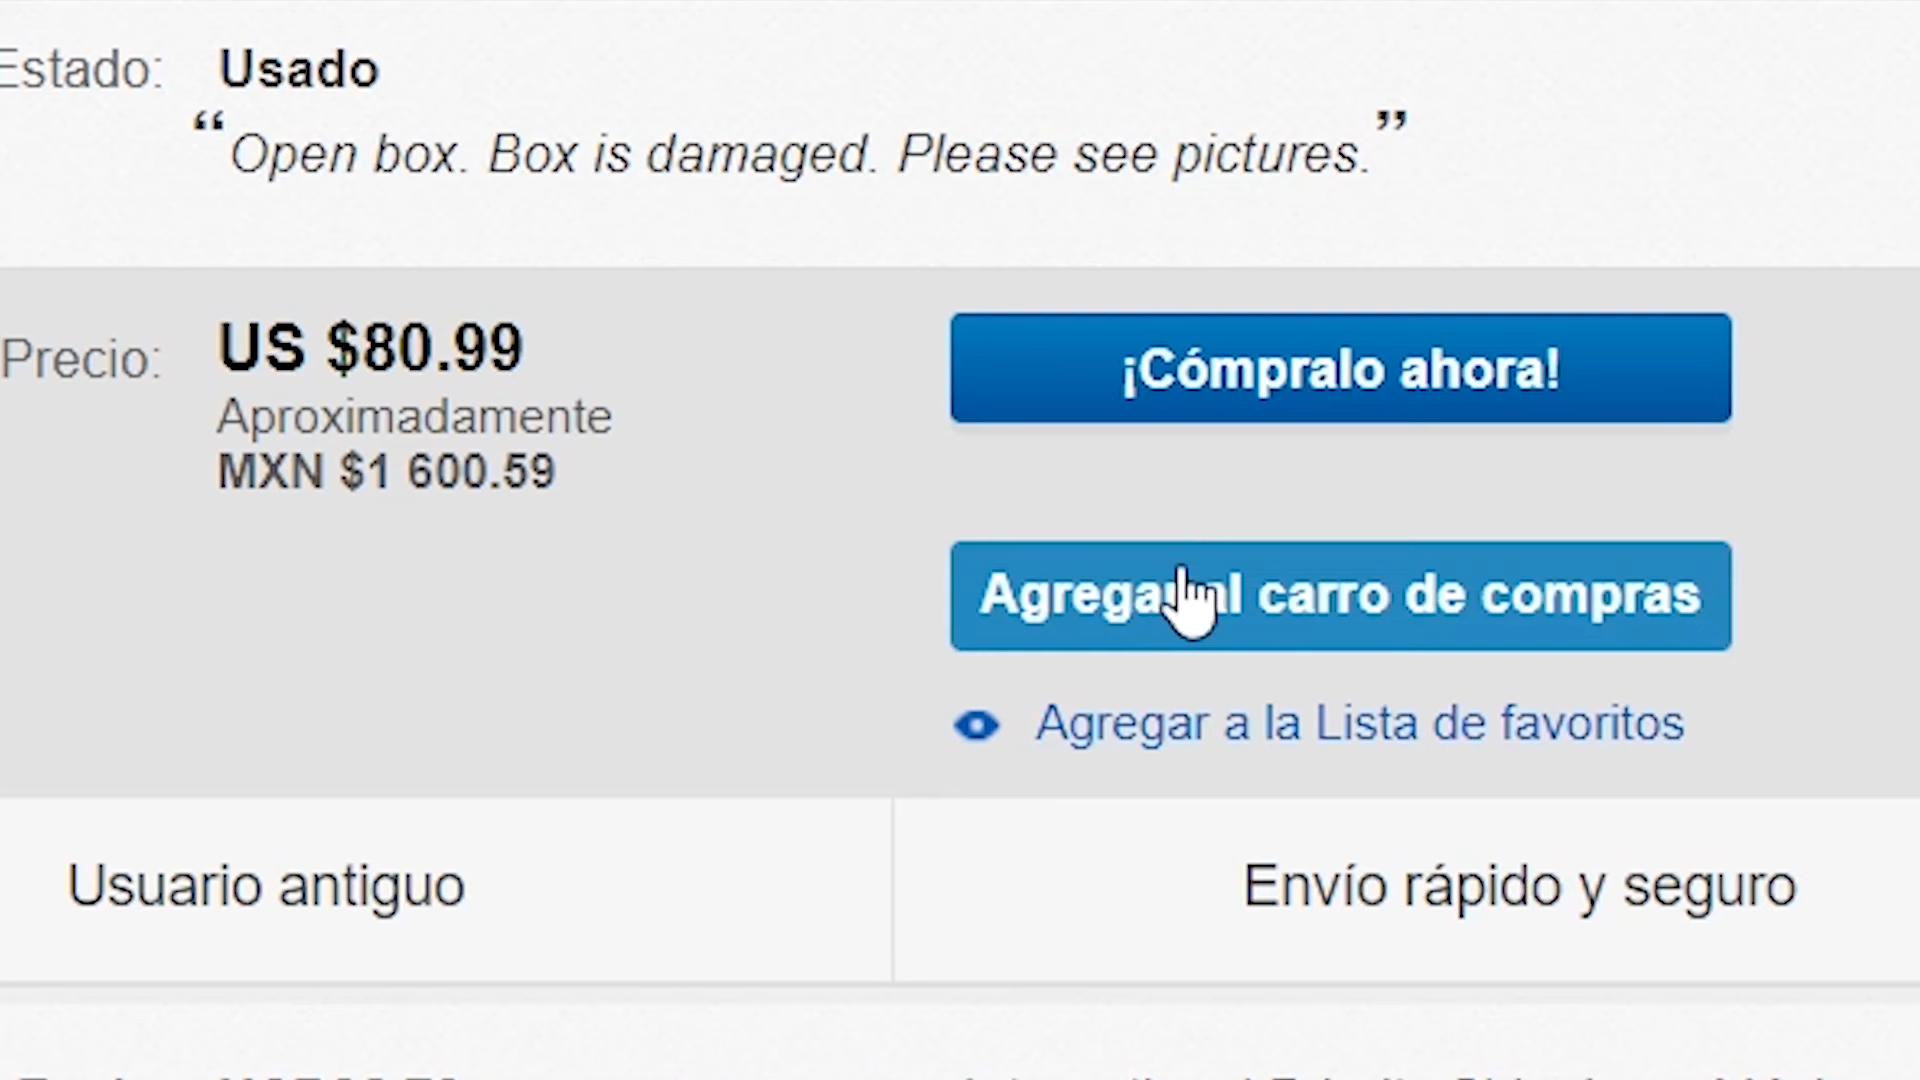 Estado: Usado
“Open box. Box is damaged. Please see pictures.”
Precio: US $80.99
Aproximadamente
MXN $1 600.59
¡Cómpralo ahora!
Agregar al carro de compras
Agregar a la Lista de favoritos
Usuario antiguo
Envío rápido y seguro